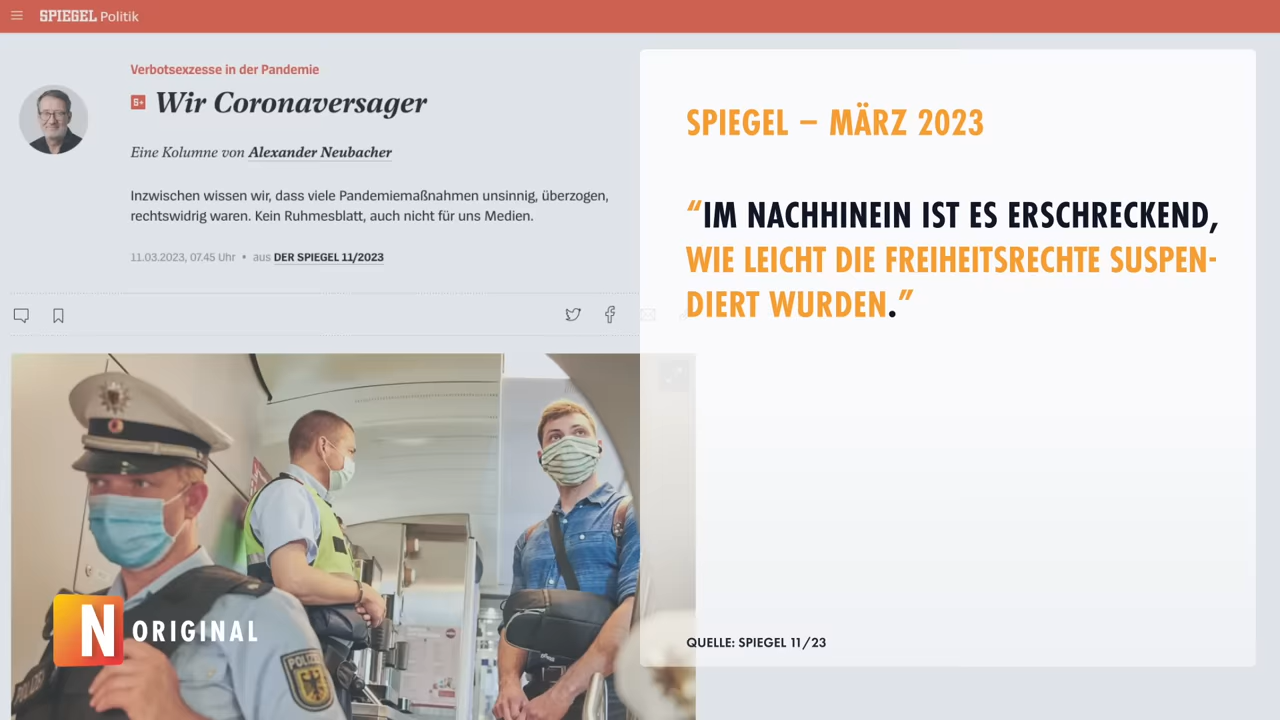 SPIEGEL Politik
Verbotsexzesse in der Pandemie
S+ Wir Coronaversager
Eine Kolumne von Alexander Neubacher
Inzwischen wissen wir, dass viele Pandemiemaßnahmen unsinnig, überzogen,
rechtswidrig waren. Kein Ruhmesblatt, auch nicht für uns Medien.
11.03.2023, 07.45 Uhr • aus DER SPIEGEL 11/2023
SPIEGEL – MÄRZ 2023
“IM NACHHINEIN IST ES ERSCHRECKEND,
WIE LEICHT DIE FREIHEITSRECHTE SUSPEN-
DIERT WURDEN.”
QUELLE: SPIEGEL 11/23
N ORIGINAL
POLIZEI